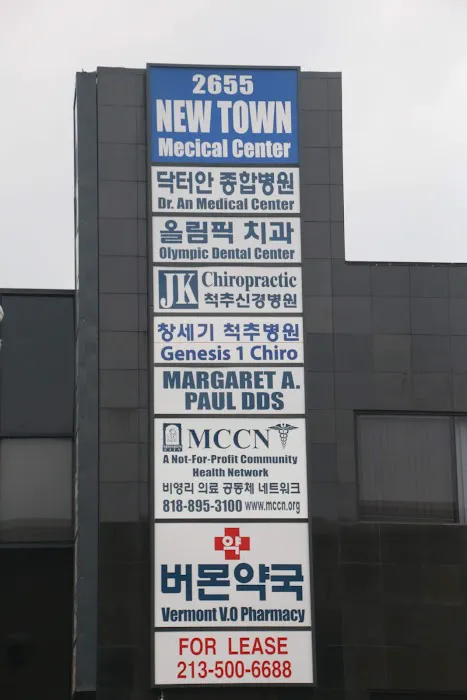 2655
NEW TOWN
Mecical Center
닥터안 종합병원
Dr. An Medical Center
올림픽 치과
Olympic Dental Center
JK Chiropractic
척추신경병원
창세기 척추병원
Genesis 1 Chiro
MARGARET A.
PAUL DDS
MCCN
A Not-For-Profit Community
Health Network
비영리 의료 공동체 네트워크
818-895-3100 www.mccn.org
약
버몬약국
Vermont V.O Pharmacy
FOR LEASE
213-500-6688